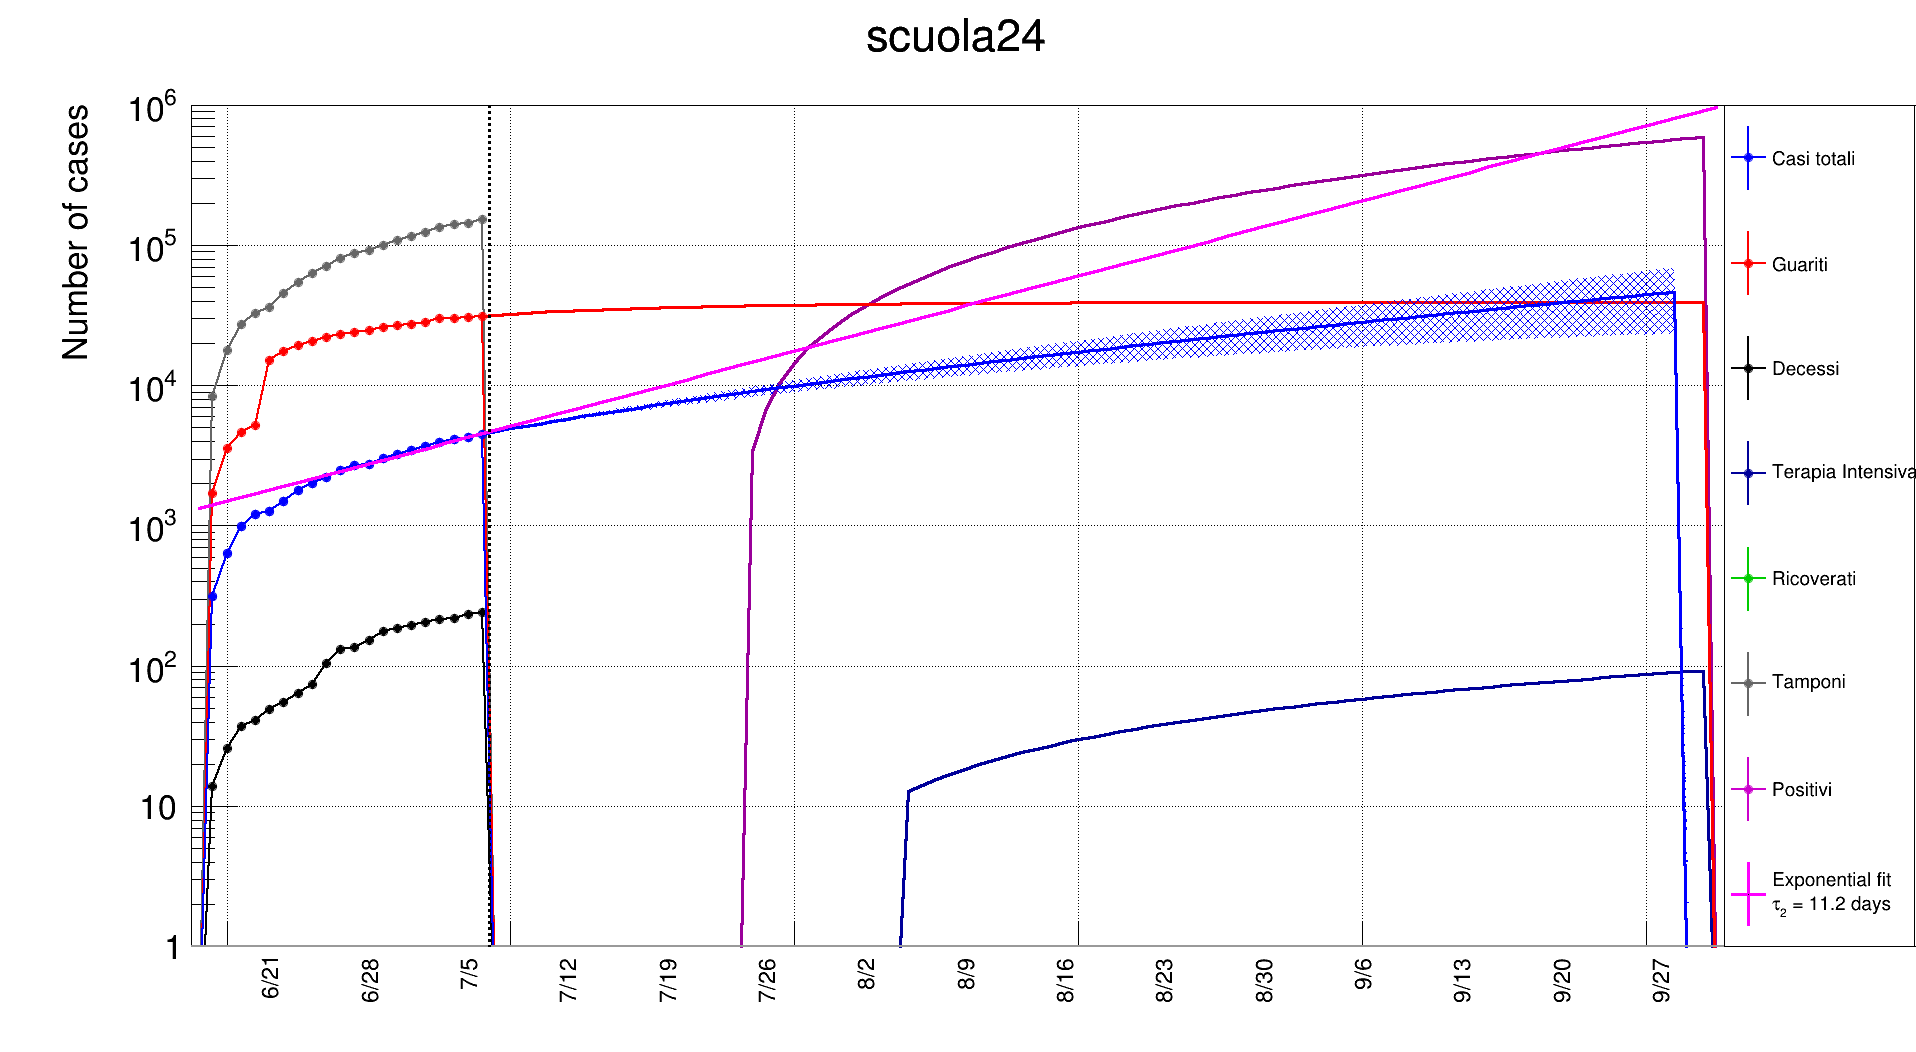 scuola24
Number of cases
10^6
10^5
10^4
10^3
10^2
10
1
6/21
6/28
7/5
7/12
7/19
7/26
8/2
8/9
8/16
8/23
8/30
9/6
9/13
9/20
9/27
Casi totali
Guariti
Decessi
Terapia Intensiva
Ricoverati
Tamponi
Positivi
Exponential fit
τ₂ = 11.2 days